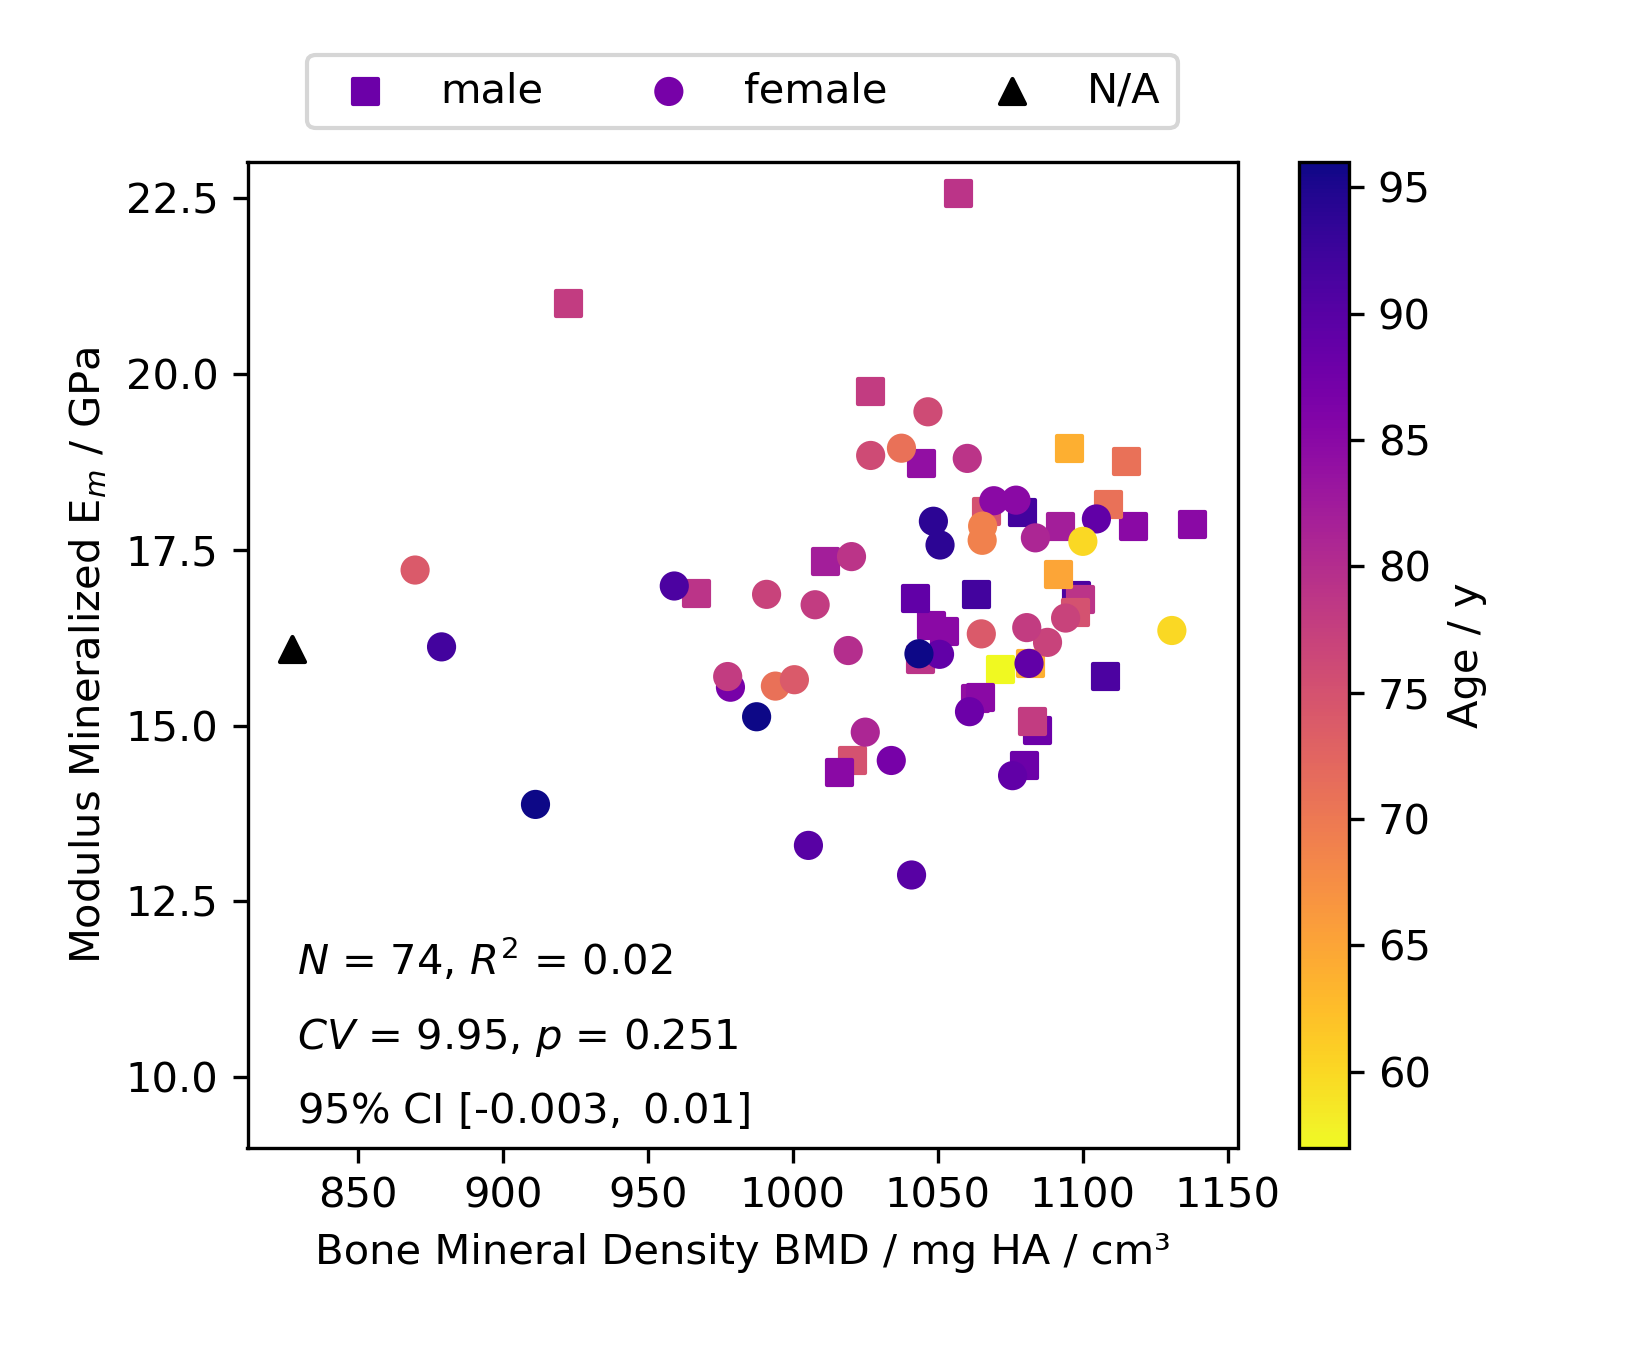 male female N/A
22.5
20.0
17.5
15.0
12.5
10.0
Modulus Mineralized Em / GPa
N = 74, R² = 0.02
CV = 9.95, p = 0.251
95% CI [-0.003, 0.01]
850 900 950 1000 1050 1100 1150
Bone Mineral Density BMD / mg HA / cm³
95
90
85
80
75
70
65
60
Age / y